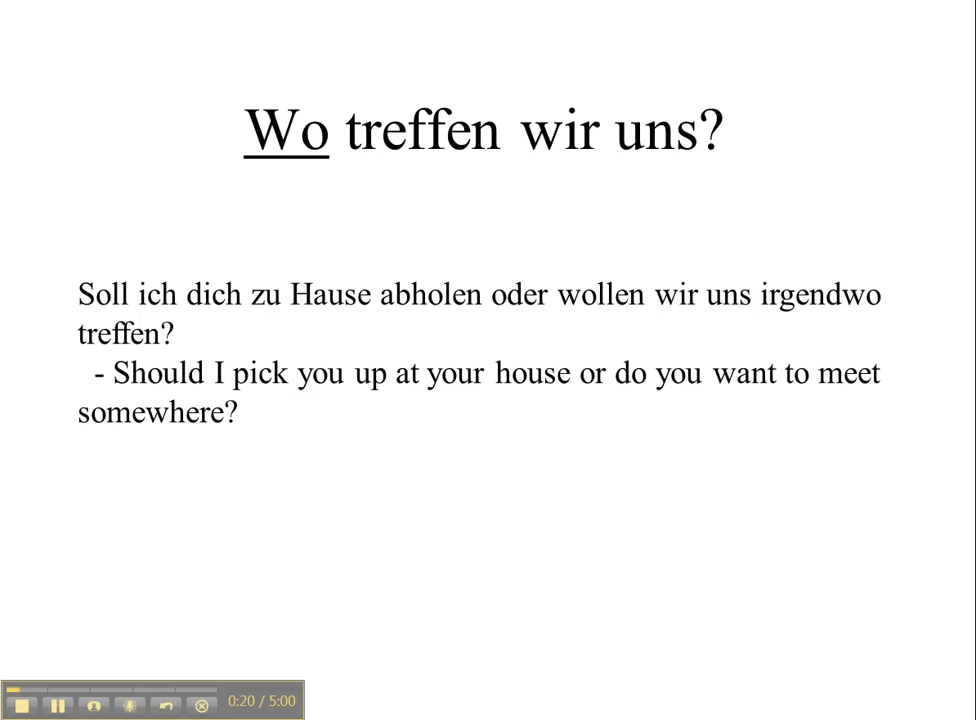 Wo treffen wir uns?
Soll ich dich zu Hause abholen oder wollen wir uns irgendwo
treffen?
- Should I pick you up at your house or do you want to meet
somewhere?
0:20 / 5:00